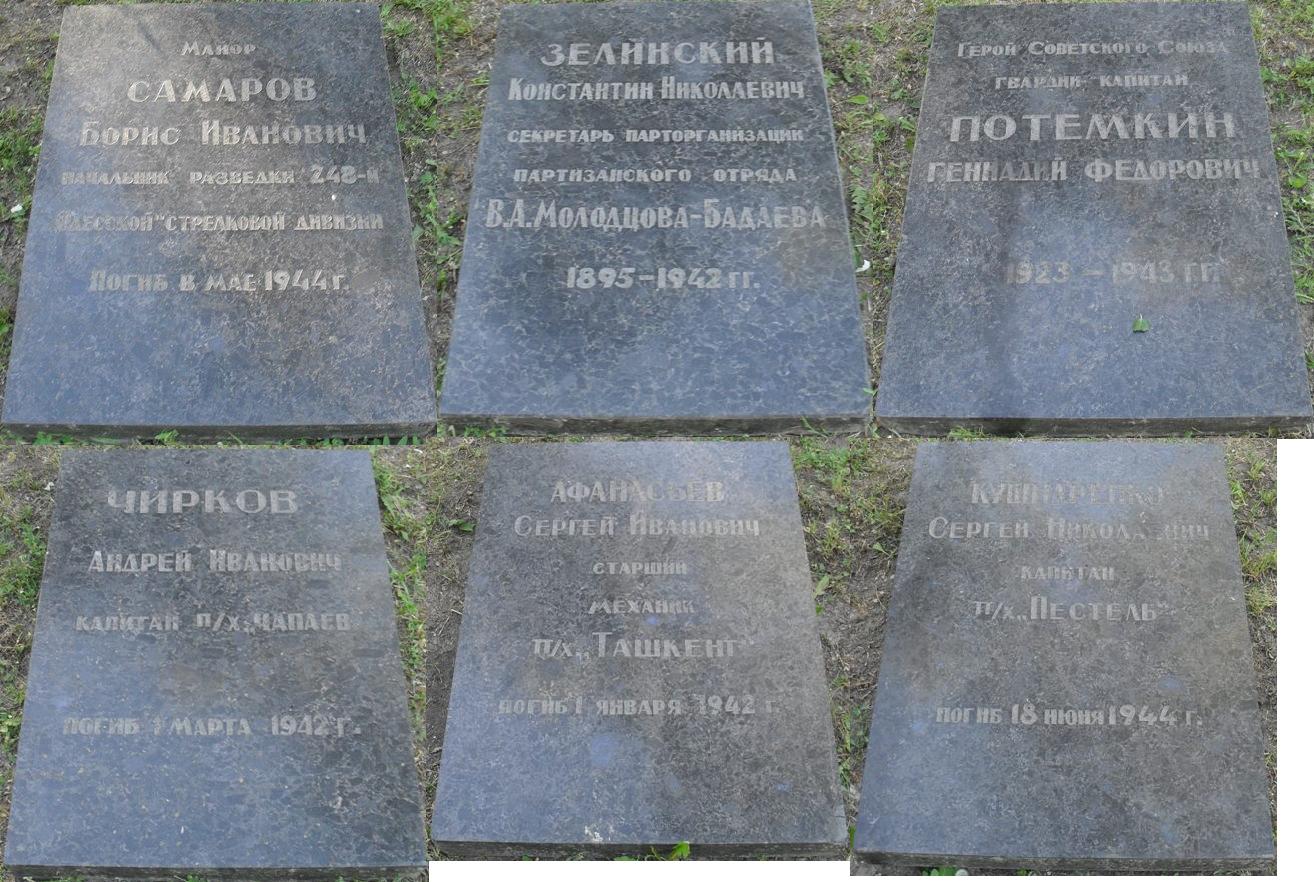 Майор
САМАРОВ
Борис Иванович
начальник разведки 248-й
„Одесской" стрелковой дивизии
Погиб в мае 1944 г.
ЗЕЛИНСКИЙ
Константин Николаевич
секретарь парторганизации
партизанского отряда
В.А. Молодцова-Бадаева
1895-1942 гг.
Герой Советского Союза
гвардии капитан
ПОТЕМКИН
Геннадий Федорович
1923 - 1943 гг.
ЧИРКОВ
Андрей Иванович
капитан п/х „Чапаев"
погиб 1 марта 1942 г.
АФАНАСЬЕВ
Сергей Иванович
старший
механик
п/х „Ташкент"
погиб 1 января 1942 г.
КУШНАРЕНКО
Сергей Николаевич
капитан
п/х „Пестель"
погиб 18 июня 1944 г.